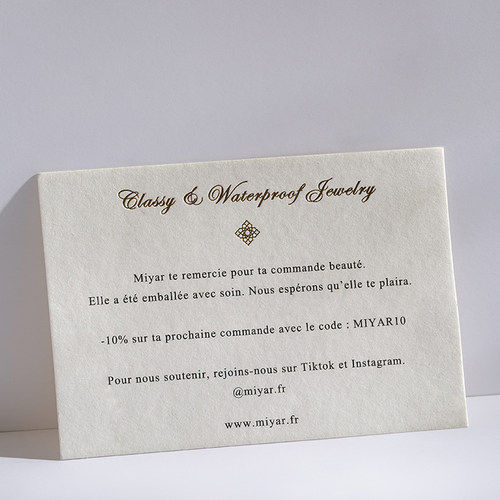 Classy & Waterproof Jewelry
Miyar te remercie pour ta commande beauté.
Elle a été emballée avec soin. Nous espérons qu'elle te plaira.
-10% sur ta prochaine commande avec le code : MIYAR10
Pour nous soutenir, rejoins-nous sur Tiktok et Instagram.
@miyar.fr
www.miyar.fr